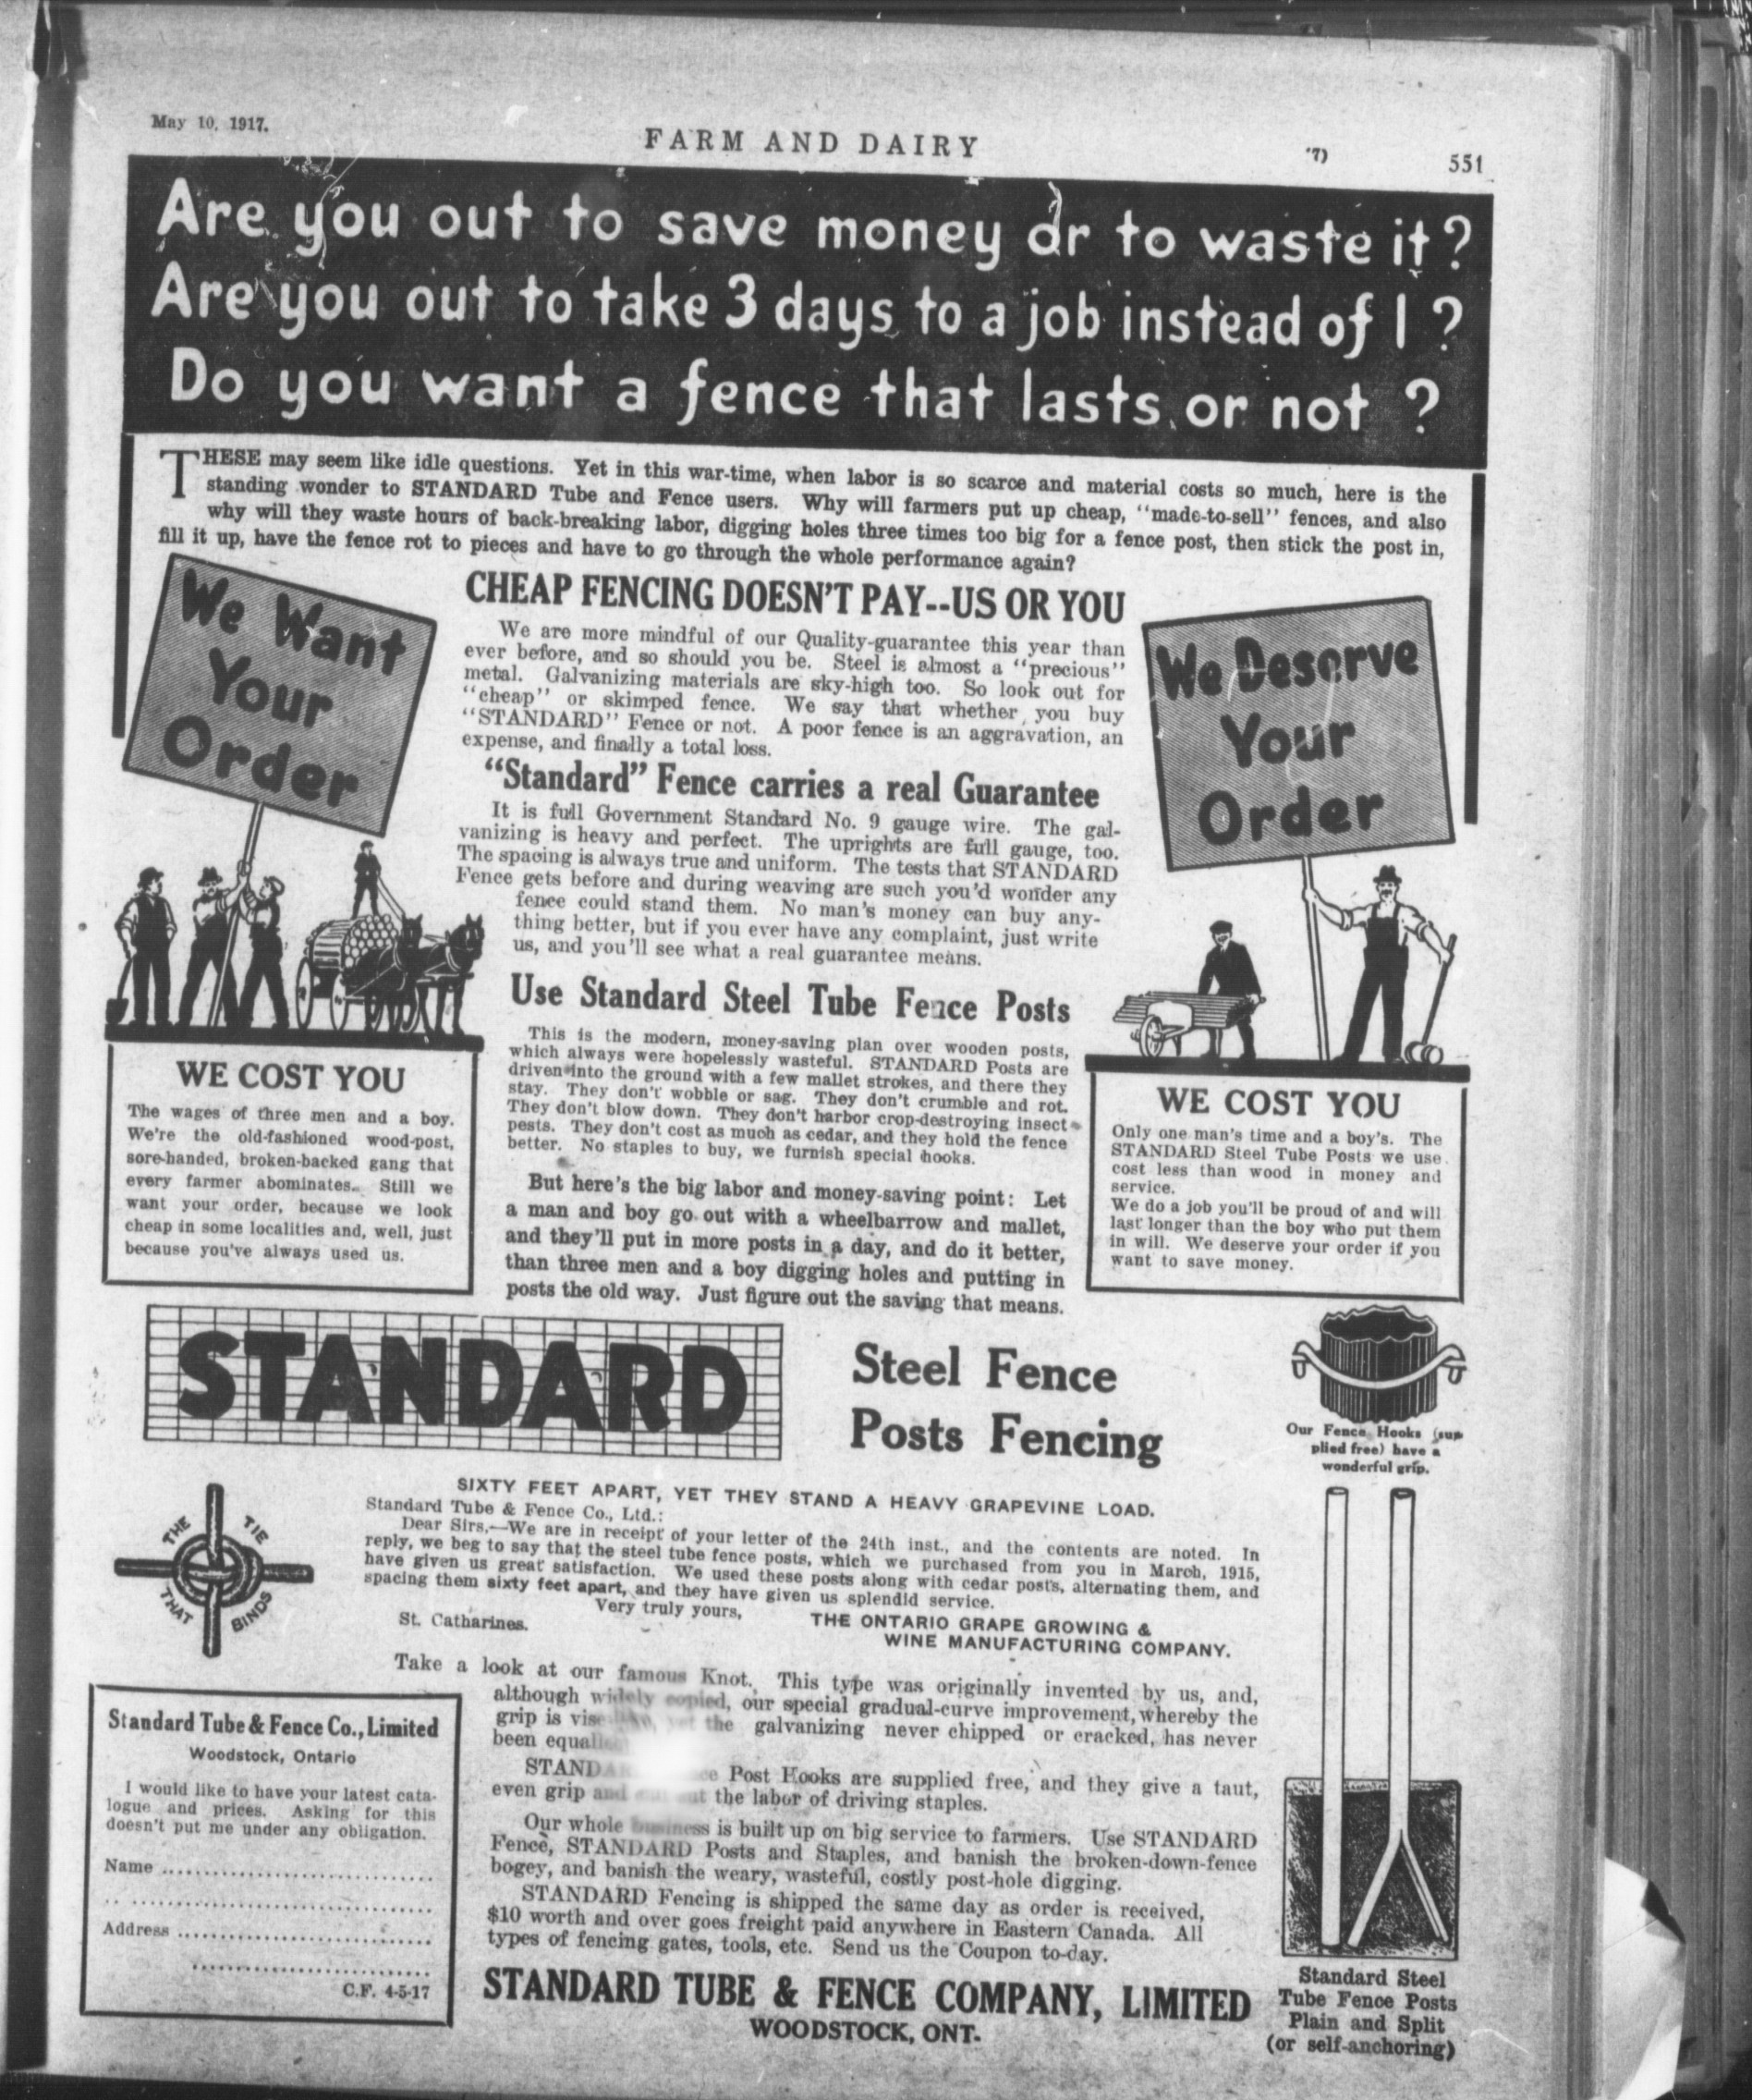 May 10, 1917.
FARM AND DAIRY
7)
551
Are you out to save money or to waste it?
Are you out to take 3 days to a job instead of 1?
Do you want a fence that lasts or not?
THESE may seem like idle questions. Yet in this war-time, when labor is so scarce and material costs so much, here is the
standing wonder to STANDARD Tube and Fence users. Why will farmers put up cheap, "made-to-sell" fences, and also
why will they waste hours of back-breaking labor, digging holes three times too big for a fence post, then stick the post in,
fill it up, have the fence rot to pieces and have to go through the whole performance again?
We Want
Your
Order
CHEAP FENCING DOESN'T PAY--US OR YOU
We are more mindful of our Quality-guarantee this year than
ever before, and so should you be. Steel is almost a "precious"
metal. Galvanizing materials are sky-high too. So look out for
"cheap" or skimped fence. We say that whether you buy
"STANDARD" Fence or not. A poor fence is an aggravation, an
expense, and finally a total loss.
"Standard" Fence carries a real Guarantee
It is full Government Standard No. 9 gauge wire. The gal-
vanizing is heavy and perfect. The uprights are full gauge, too.
The spacing is always true and uniform. The tests that STANDARD
Fence gets before and during weaving are such you'd wonder any
fence could stand them. No man's money can buy any-
thing better, but if you ever have any complaint, just write
us, and you'll see what a real guarantee means.
Use Standard Steel Tube Fence Posts
This is the modern, money-saving plan over wooden posts,
which always were hopelessly wasteful. STANDARD Posts are
driven into the ground with a few mallet strokes, and there they
stay. They don't wobble or sag. They don't crumble and rot.
They don't blow down. They don't harbor crop-destroying insect
pests. They don't cost as much as cedar, and they hold the fence
better. No staples to buy, we furnish special hooks.
But here's the big labor and money-saving point: Let
a man and boy go out with a wheelbarrow and mallet,
and they'll put in more posts in a day, and do it better,
than three men and a boy digging holes and putting in
posts the old way. Just figure out the saving that means.
We Deserve
Your
Order
WE COST YOU
The wages of three men and a boy.
We're the old-fashioned wood-post,
sore-handed, broken-backed gang that
every farmer abominates. Still we
want your order, because we look
cheap in some localities and, well, just
because you've always used us.
WE COST YOU
Only one man's time and a boy's. The
STANDARD Steel Tube Posts we use
cost less than wood in money and
service.
We do a job you'll be proud of and will
last longer than the boy who put them
in will. We deserve your order if you
want to save money.
STANDARD
Steel Fence
Posts Fencing
Our Fence Hooks (sup
plied free) have a
wonderful grip.
THE TIE
THAT BINDS
SIXTY FEET APART, YET THEY STAND A HEAVY GRAPEVINE LOAD.
Standard Tube & Fence Co., Ltd.:
Dear Sirs,—We are in receipt of your letter of the 24th inst., and the contents are noted. In
reply, we beg to say that the steel tube fence posts, which we purchased from you in March, 1915,
have given us great satisfaction. We used these posts along with cedar posts, alternating them, and
spacing them sixty feet apart, and they have given us splendid service.
Very truly yours,
St. Catharines.
THE ONTARIO GRAPE GROWING &
WINE MANUFACTURING COMPANY.
Take a look at our famous Knot. This type was originally invented by us, and,
although widely copied, our special gradual-curve improvement, whereby the
grip is vise the galvanizing never chipped or cracked, has never
been
Post Hooks are supplied free, and they give a taut,
even grip and the labor of driving staples.
Our whole business is built up on big service to farmers. Use STANDARD
Fence, STANDARD Posts and Staples, and banish the broken-down-fence
bogey, and banish the weary, wasteful, costly post-hole digging.
STANDARD Fencing is shipped the same day as order is received,
$10 worth and over goes freight paid anywhere in Eastern Canada. All
types of fencing gates, tools, etc. Send us the Coupon to-day.
STANDARD TUBE & FENCE COMPANY, LIMITED
WOODSTOCK, ONT.
Standard Tube & Fence Co., Limited
Woodstock, Ontario
I would like to have your latest cata-
logue and prices. Asking for this
doesn't put me under any obligation.
Name
Address
C.F. 4-5-17
Standard Steel
Tube Fence Posts
Plain and Split
(or self-anchoring)